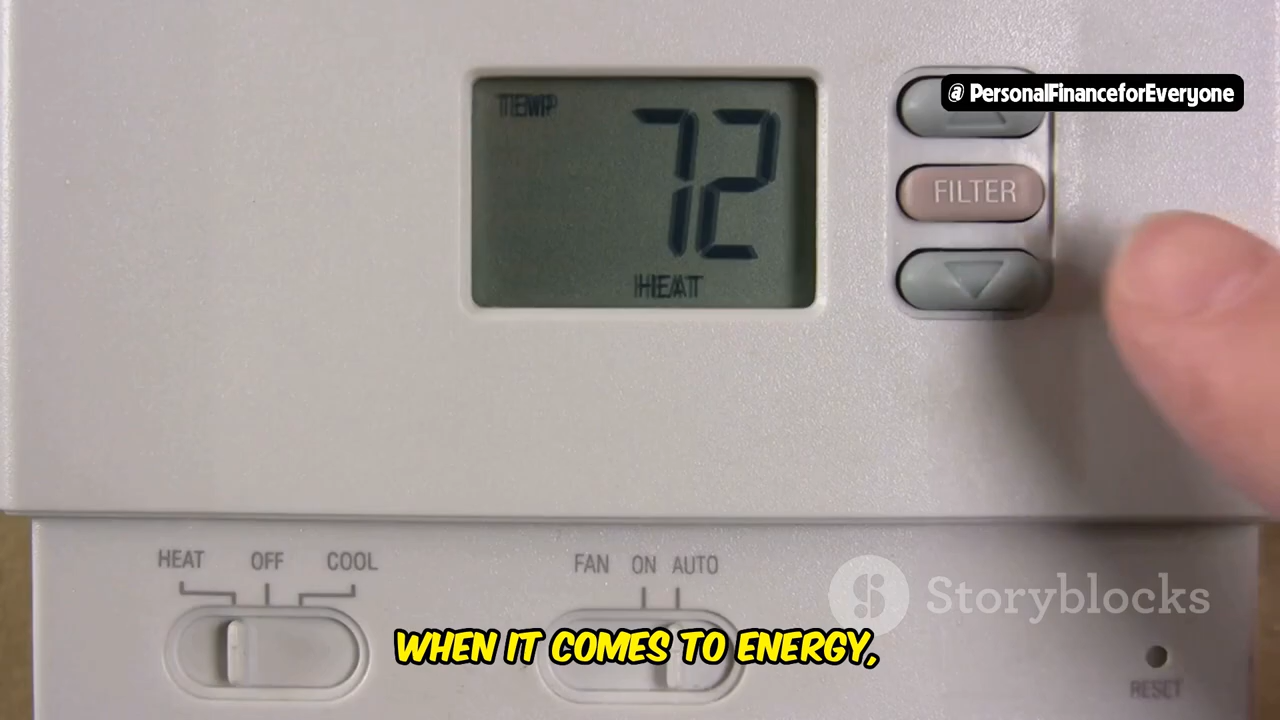 @ PersonalFinanceforEveryone
TEMP
72
HEAT
FILTER
HEAT OFF COOL
FAN ON AUTO
Storyblocks
WHEN IT COMES TO ENERGY,
RESET